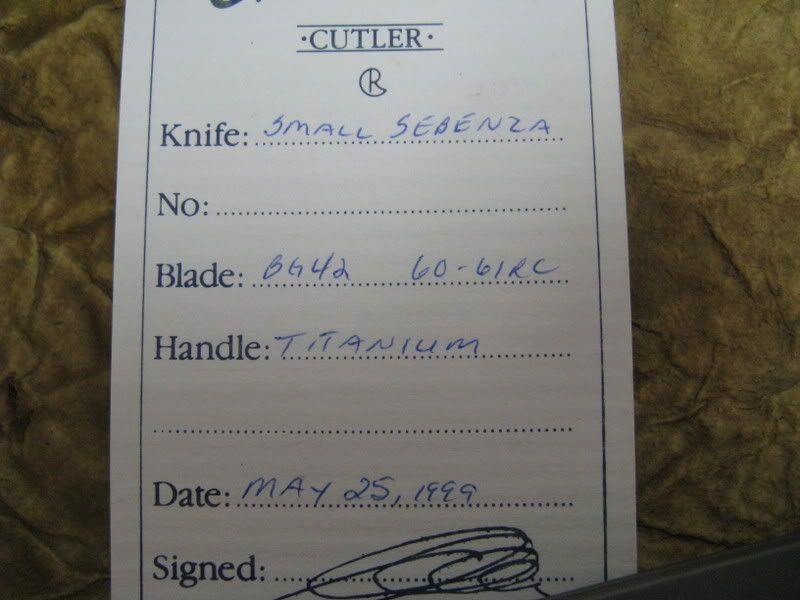 ·CUTLER·
Knife: SMALL SEBENZA
No:
Blade: BG42 60-61RC
Handle: TITANIUM
Date: MAY 25, 1999
Signed: